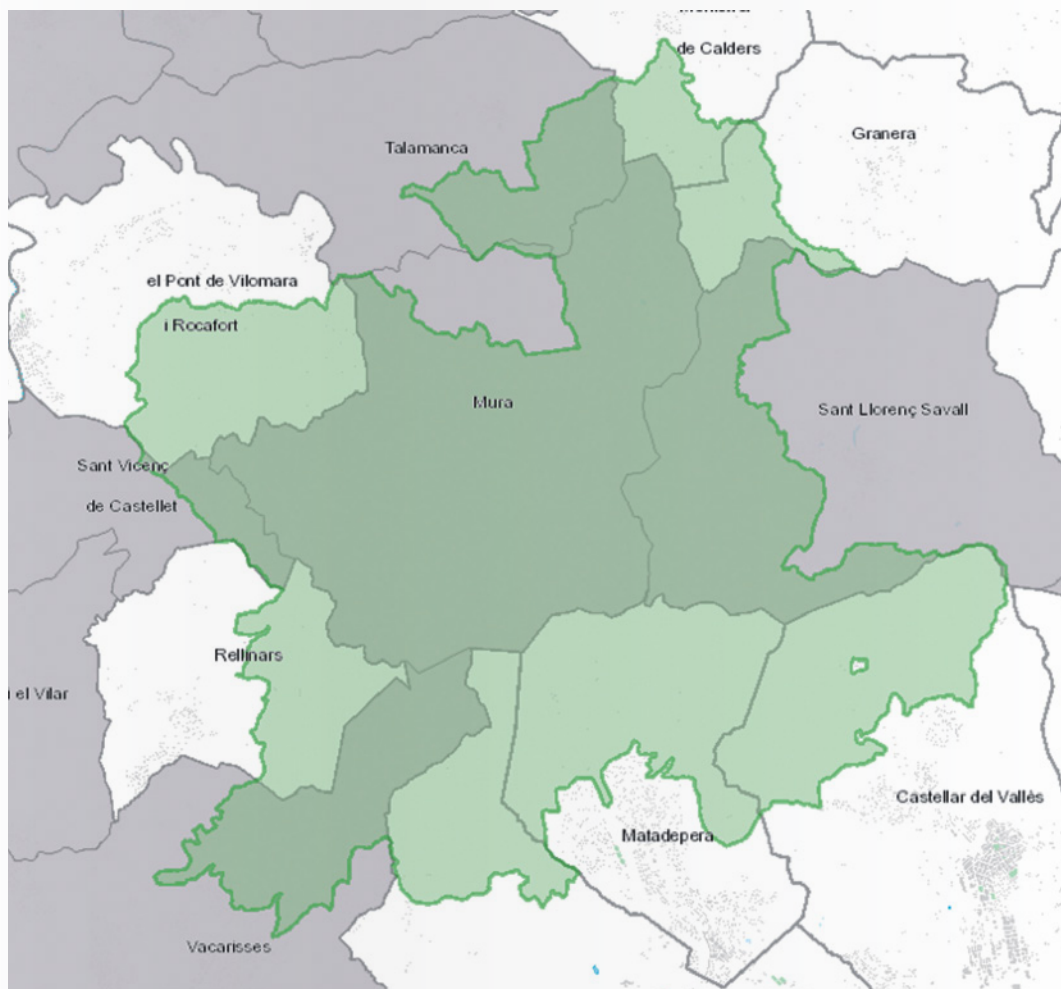 de Calders
Granera
Talamanca
el Pont de Vilomara
i Rocafort
Mura
Sant Llorenç Savall
Sant Vicenç
de Castellet
Rellinars
i el Vilar
Castellar del Vallès
Matadepera
Vacarisses